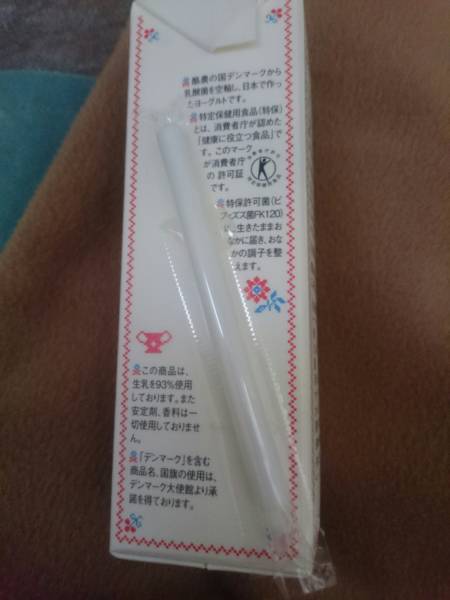 酪農の国デンマークから
乳酸菌を空輸し、日本で作っ
たヨーグルトです。
特定保健用食品(特保)
とは、消費者庁が認めた
「健康に役立つ食品」で
す。このマーク
が消費者庁
の 許可証
です。
特保許可菌(ビ
フィズス菌FK120)
は、生きたままお
なかに届き、おな
かの調子を整
えます。
この商品は、
生乳を93%使用
しております。また
安定剤、香料は一
切使用しておりませ
ん。
「デンマーク」を含む
商品名、国旗の使用は、
デンマーク大使館より承
諾を得ております。